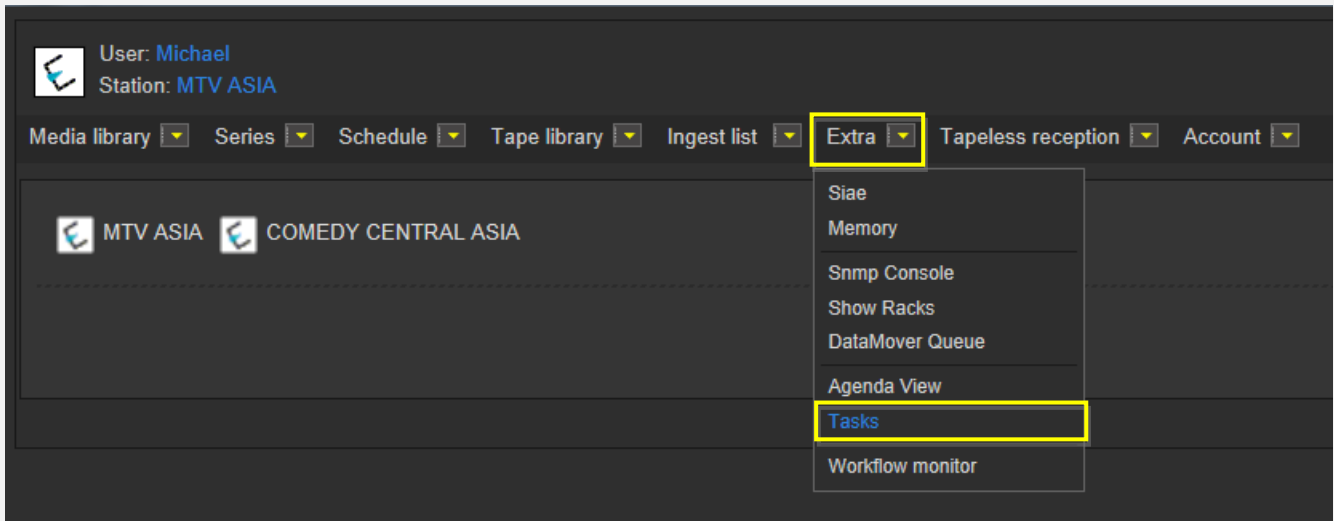 User: Michael
Station: MTV ASIA
Media library Series Schedule Tape library Ingest list Extra Tapeless reception Account
MTV ASIA COMEDY CENTRAL ASIA
Siae
Memory
Snmp Console
Show Racks
DataMover Queue
Agenda View
Tasks
Workflow monitor